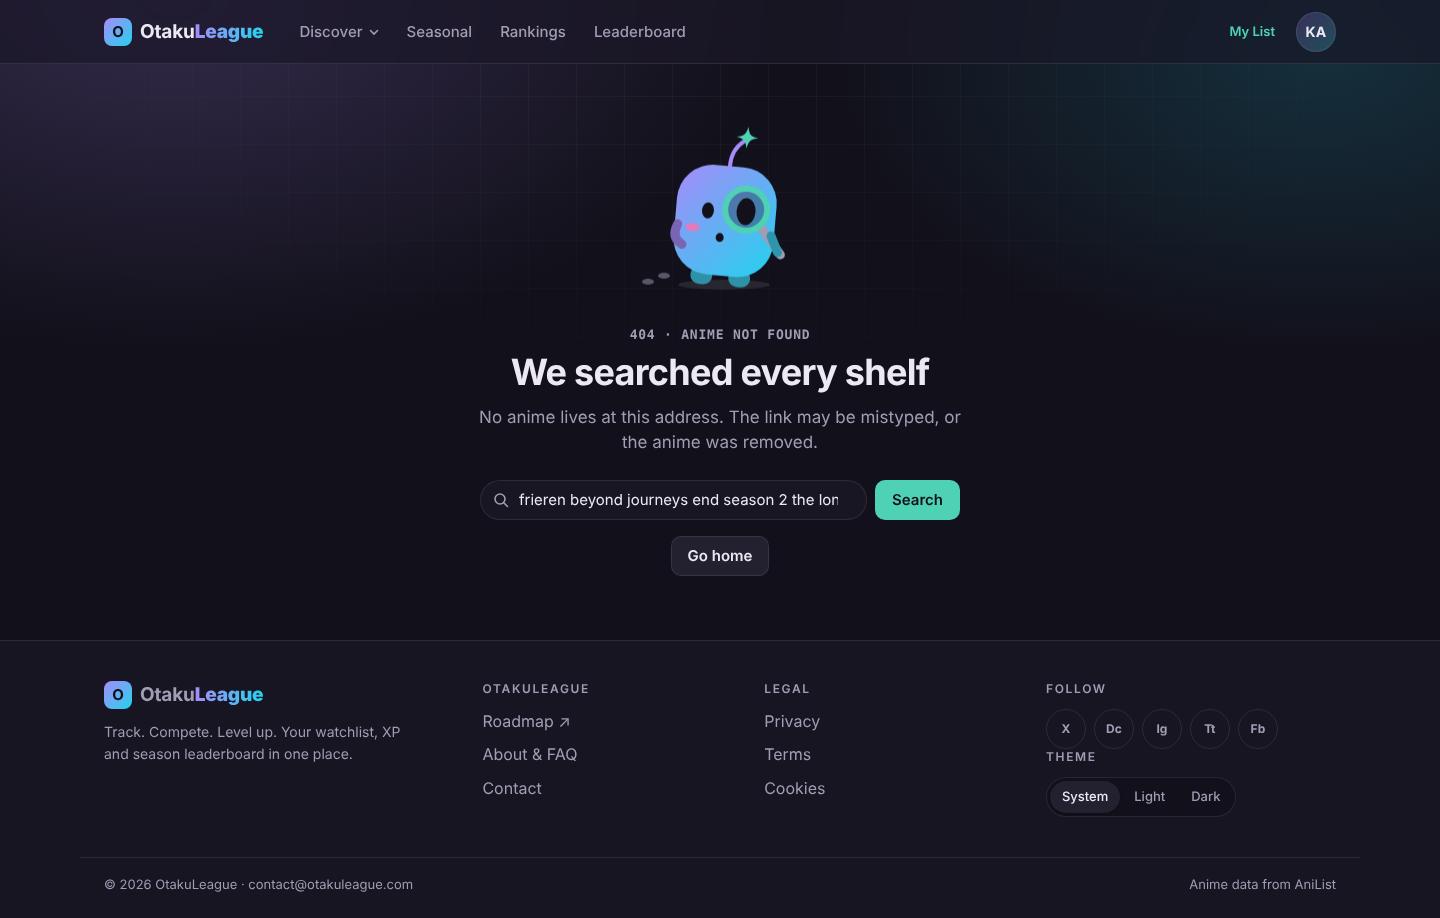 O OtakuLeague Discover Seasonal Rankings Leaderboard My List KA
404 · ANIME NOT FOUND
We searched every shelf
No anime lives at this address. The link may be mistyped, or
the anime was removed.
frieren beyond journeys end season 2 the lon Search
Go home
O OtakuLeague
Track. Compete. Level up. Your watchlist, XP
and season leaderboard in one place.
OTAKULEAGUE
Roadmap ↗
About & FAQ
Contact
LEGAL
Privacy
Terms
Cookies
FOLLOW
X Dc Ig Tt Fb
THEME
System Light Dark
© 2026 OtakuLeague · contact@otakuleague.com
Anime data from AniList